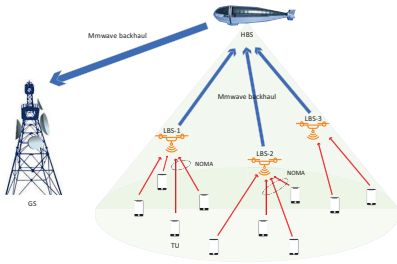 Mmwave backhaul
HBS
Mmwave backhaul
LBS-1
LBS-2
LBS-3
NOMA
NOMA
GS
TU